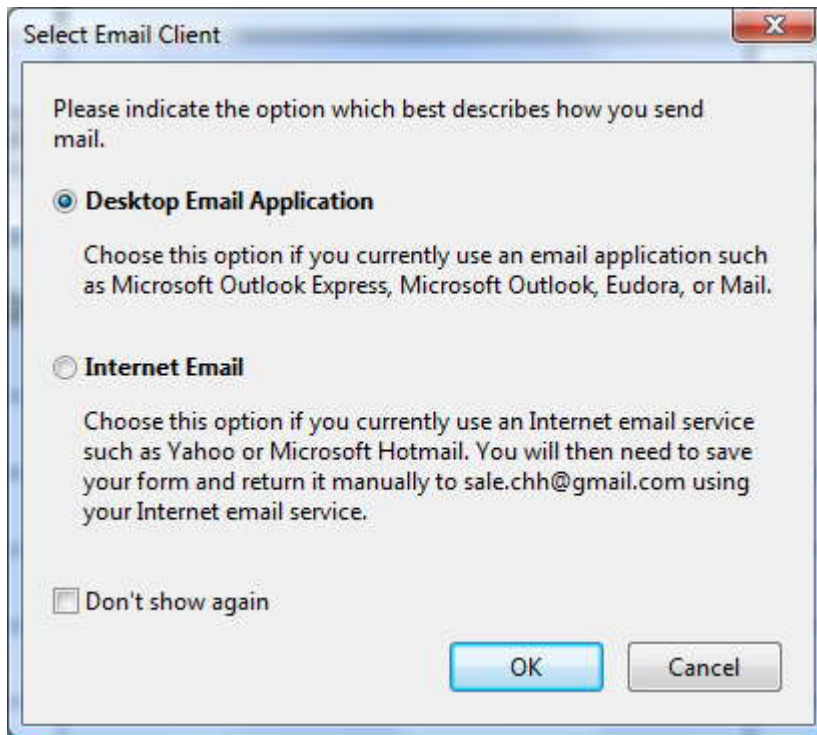 Select Email Client
Please indicate the option which best describes how you send
mail.
Desktop Email Application
Choose this option if you currently use an email application such
as Microsoft Outlook Express, Microsoft Outlook, Eudora, or Mail.
Internet Email
Choose this option if you currently use an Internet email service
such as Yahoo or Microsoft Hotmail. You will then need to save
your form and return it manually to sale.chh@gmail.com using
your Internet email service.
Don't show again
OK Cancel